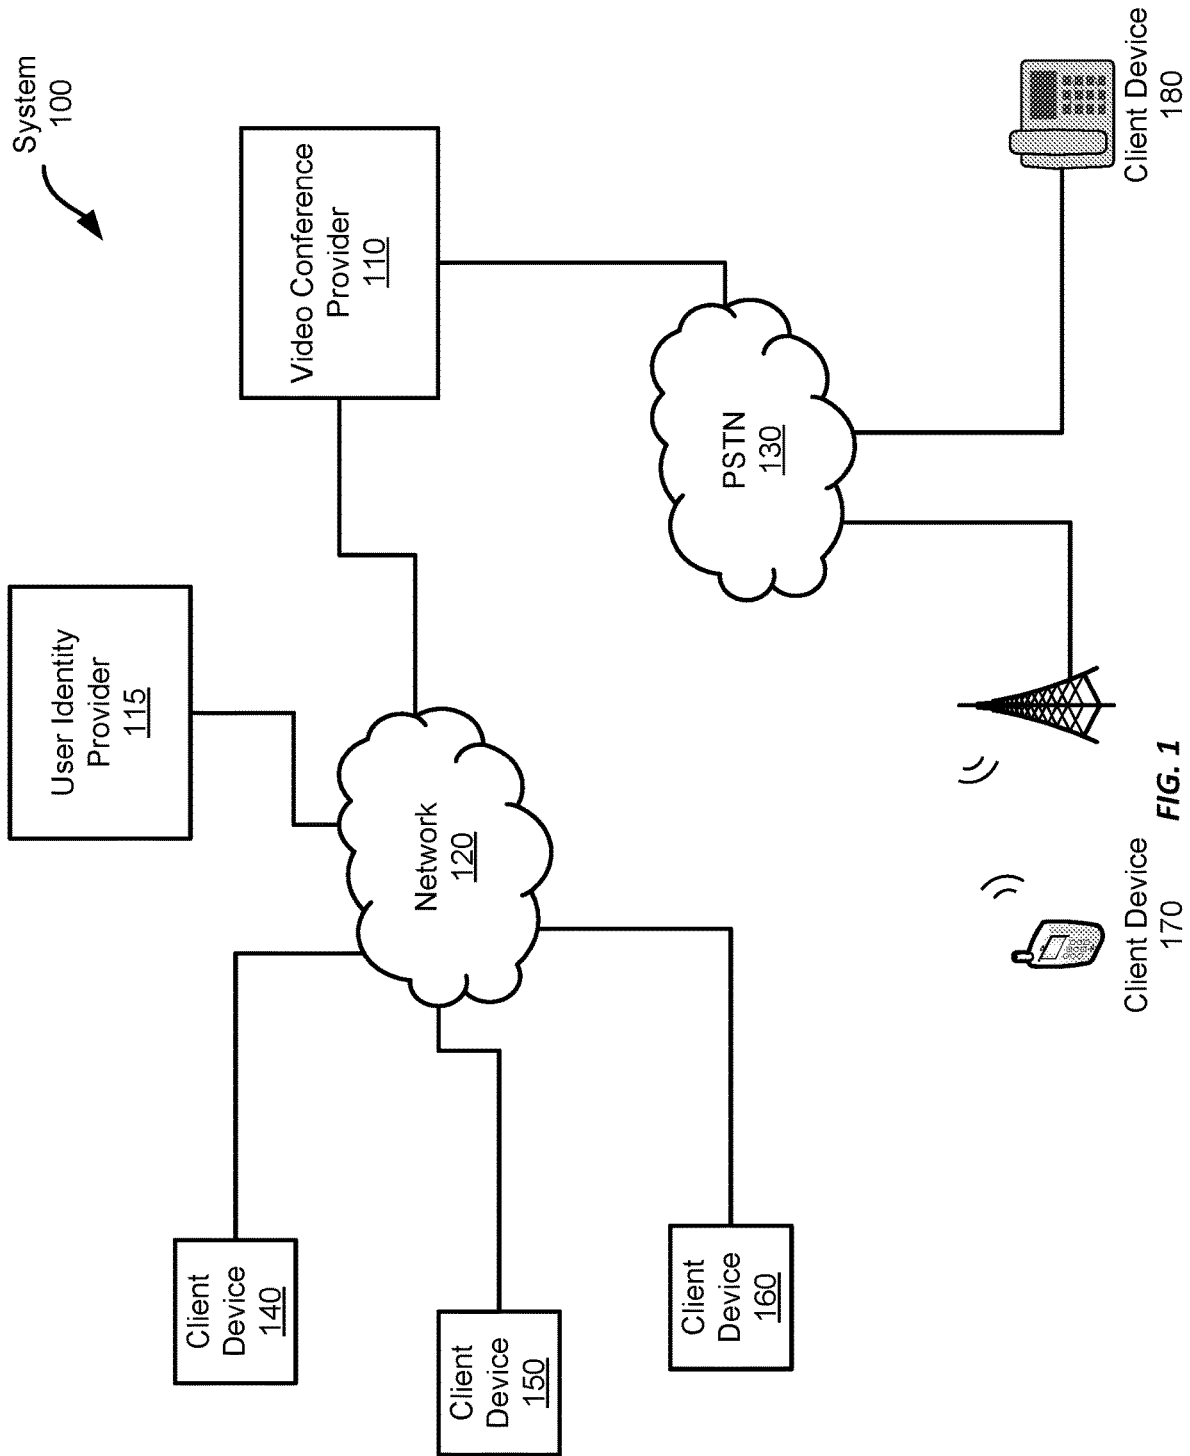 System
100
User Identity
Provider
115
Video Conference
Provider
110
Client
Device
140
Network
120
Client
Device
150
PSTN
130
Client
Device
160
Client Device
170
Client Device
180
FIG. 1